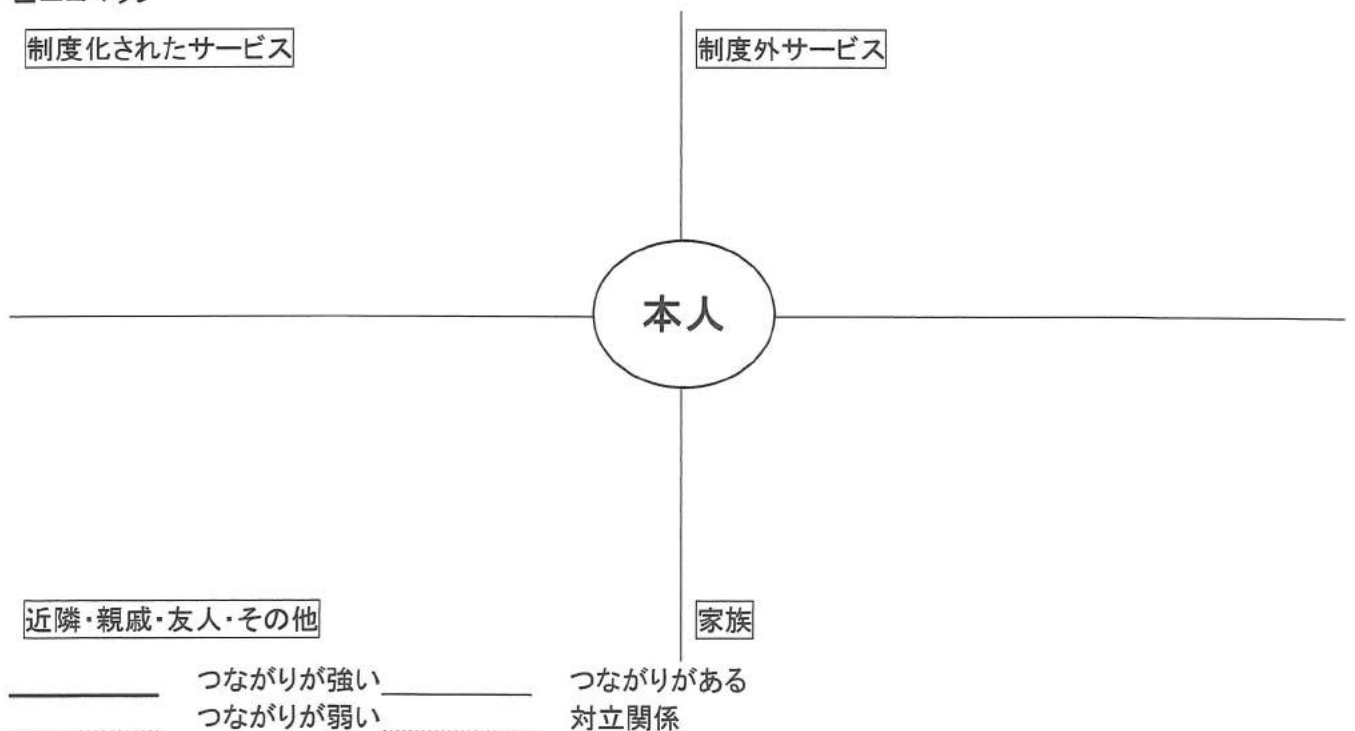 制度化されたサービス
制度外サービス
本人
近隣・親戚・友人・その他
家族
つながりが強い
つながりがある
つながりが弱い
対立関係